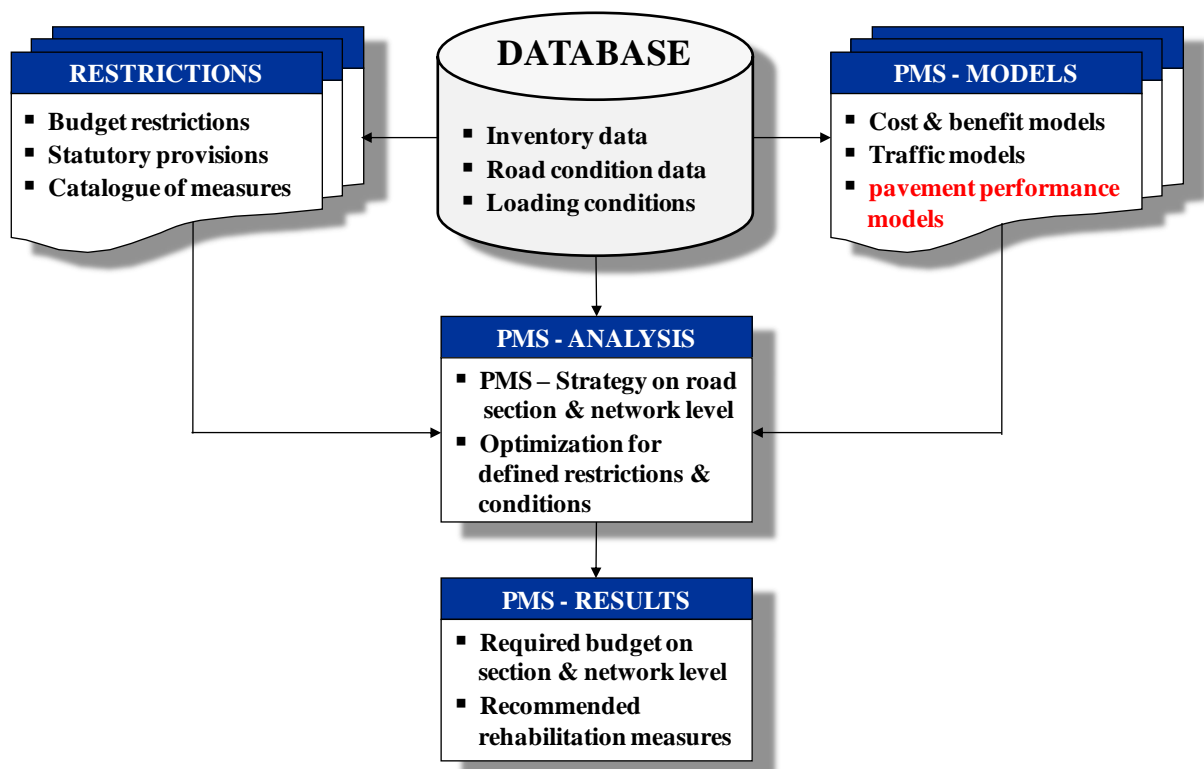 RESTRICTIONS
▪ Budget restrictions
▪ Statutory provisions
▪ Catalogue of measures
DATABASE
▪ Inventory data
▪ Road condition data
▪ Loading conditions
PMS - MODELS
▪ Cost & benefit models
▪ Traffic models
▪ pavement performance
models
PMS - ANALYSIS
▪ PMS – Strategy on road
section & network level
▪ Optimization for
defined restrictions &
conditions
PMS - RESULTS
▪ Required budget on
section & network level
▪ Recommended
rehabilitation measures